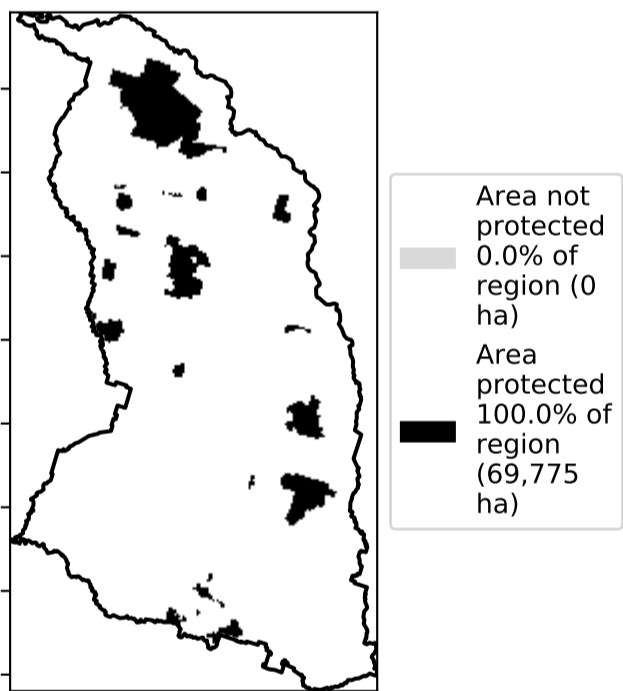 Area not
protected
0.0% of
region (0
ha)
Area
protected
100.0% of
region
(69,775
ha)